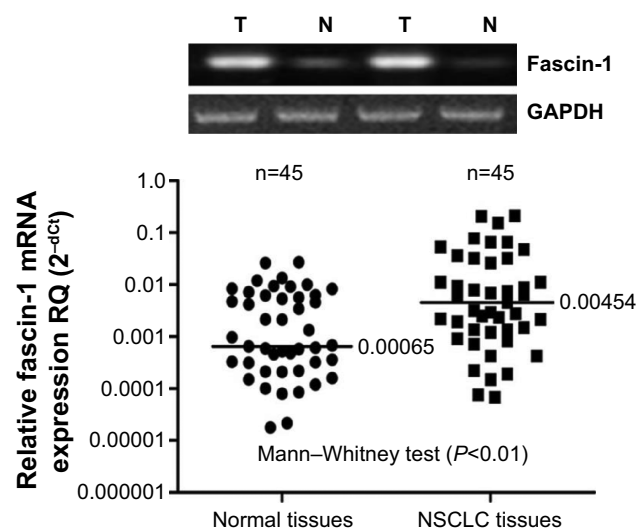 T N T N
Fascin-1
GAPDH
n=45 n=45
Relative fascin-1 mRNA
expression RQ (2–dCt)
1.0
0.1
0.01
0.001
0.0001
0.00001
0.000001
0.00065
0.00454
Mann–Whitney test (P<0.01)
Normal tissues NSCLC tissues